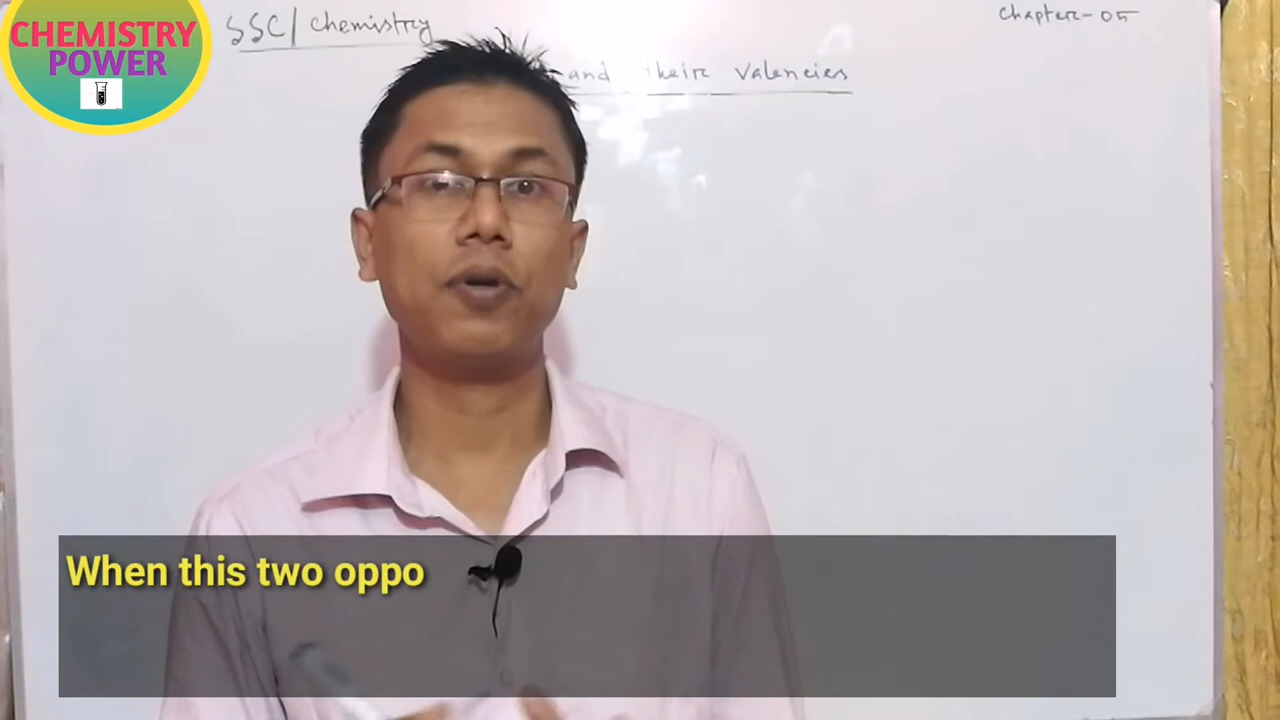 CHEMISTRY
POWER
SSC/ Chemistry
Chapter-05
and their valencies
When this two oppo